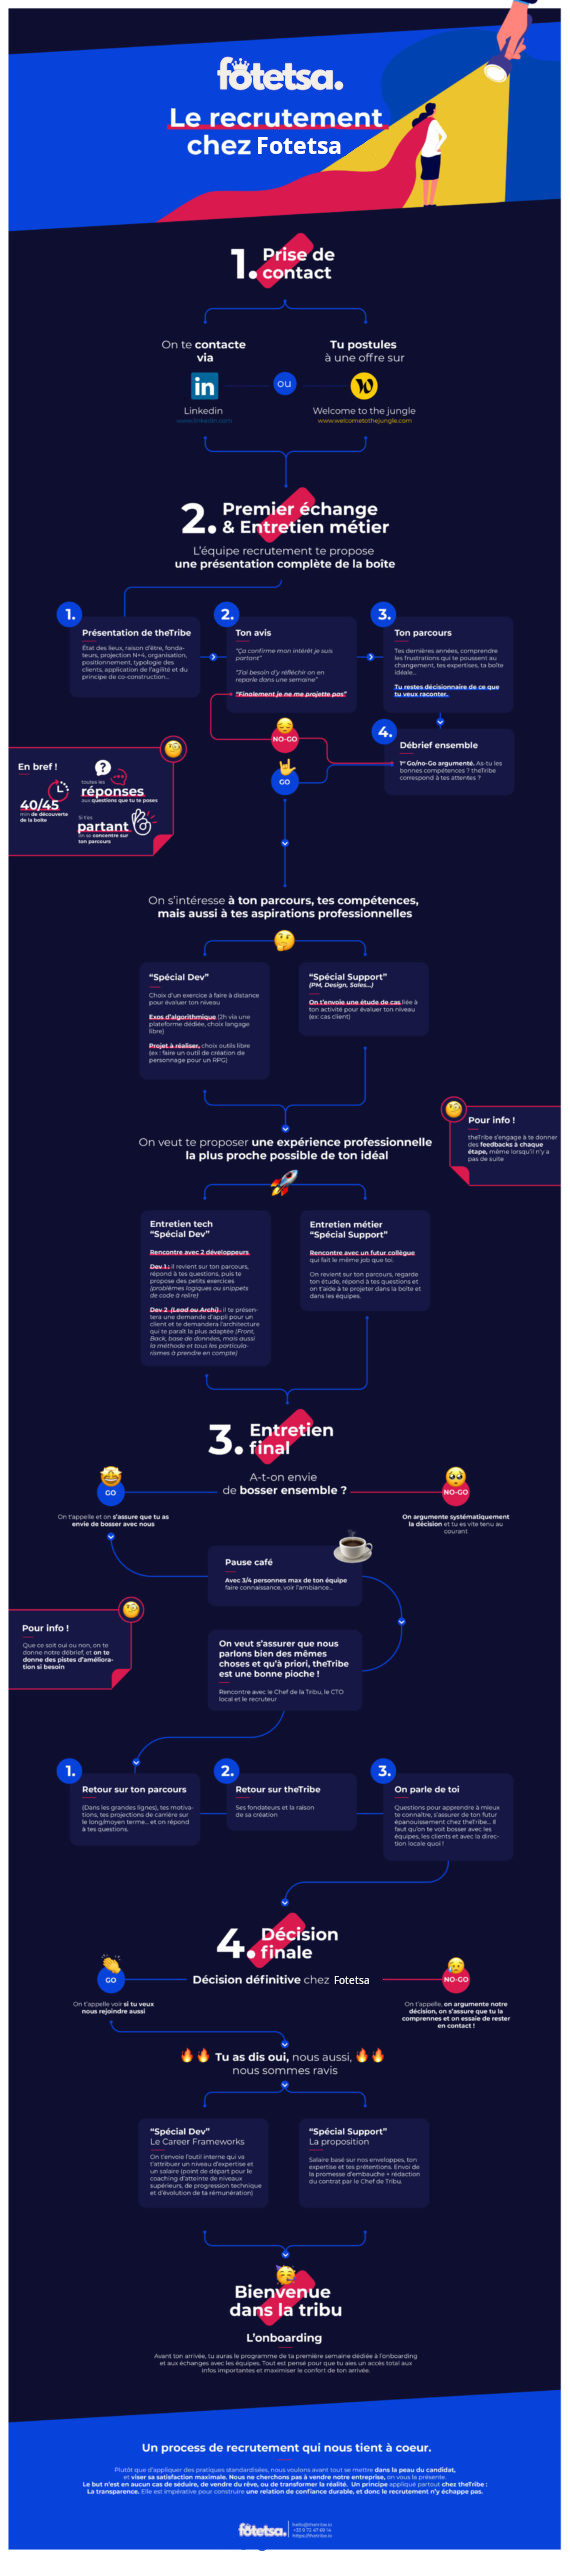 fotetsa.
Le recrutement
chez Fotetsa
1. Prise de
contact
On te contacte
via
Linkedin
www.linkedin.com
ou
Tu postules
à une offre sur
Welcome to the jungle
www.welcometothejungle.com
2. Premier échange
& Entretien métier
L'équipe recrutement te propose
une présentation complète de la boîte
1.
Présentation de theTribe
État des lieux, raison d'être, fonda-
teurs, projection N+4, organisation,
positionnement, typologie des
clients, application de l'agilité et du
principe de co-construction...
2.
Ton avis
"Ça confirme mon intérêt je suis
partant"
"J'ai besoin d'y réfléchir on en
reparle dans une semaine"
"Finalement je ne me projette pas"
3.
Ton parcours
Tes dernières années, comprendre
les frustrations qui te poussent au
changement, tes expertises, ta boîte
idéale...
Tu restes décisionnaire de ce que
tu veux raconter.
4.
Débrief ensemble
1er Go/no-Go argumenté. As-tu les
bonnes compétences ? theTribe
correspond à tes attentes ?
NO-GO
GO
En bref !
40/45
min de découverte
de la boîte
toutes les
réponses
aux questions que tu te poses
Si t'es
partant
on se concentre sur
ton parcours
On s'intéresse à ton parcours, tes compétences,
mais aussi à tes aspirations professionnelles
"Spécial Dev"
Choix d'un exercice à faire à distance
pour évaluer ton niveau
Exos d'algorithmique (2h via une
plateforme dédiée, choix langage
libre)
Projet à réaliser, choix outils libre
(ex : faire un outil de création de
personnage pour un RPG)
"Spécial Support"
(PM, Design, Sales...)
On t'envoie une étude de cas liée à
ton activité pour évaluer ton niveau
(ex: cas client)
Pour info !
theTribe s'engage à te donner
des feedbacks à chaque
étape, même lorsqu'il n'y a
pas de suite
On veut te proposer une expérience professionnelle
la plus proche possible de ton idéal
Entretien tech
"Spécial Dev"
Rencontre avec 2 développeurs
Dev 1 : il revient sur ton parcours,
répond à tes questions, puis te
propose des petits exercices
(problèmes logiques ou snippets
de code à relire)
Dev 2 (Lead ou Archi) : il te présen-
tera une demande d'appli pour un
client et te demandera l'architecture
qui te paraît la plus adaptée (Front,
Back, base de données, mais aussi
la méthode et tous les particula-
rismes à prendre en compte)
Entretien métier
"Spécial Support"
Rencontre avec un futur collègue
qui fait le même job que toi.
On revient sur ton parcours, regarde
ton étude, répond à tes questions et
on t'aide à te projeter dans la boîte et
dans les équipes.
3. Entretien
final
A-t-on envie
de bosser ensemble ?
GO
On t'appelle et on s'assure que tu as
envie de bosser avec nous
NO-GO
On argumente systématiquement
la décision et tu es vite tenu au
courant
Pause café
Avec 3/4 personnes max de ton équipe
faire connaissance, voir l'ambiance...
Pour info !
Que ce soit oui ou non, on te
donne notre débrief, et on te
donne des pistes d'améliora-
tion si besoin
On veut s'assurer que nous
parlons bien des mêmes
choses et qu'à priori, theTribe
est une bonne pioche !
Rencontre avec le Chef de la Tribu, le CTO
local et le recruteur
1.
Retour sur ton parcours
(Dans les grandes lignes), tes motiva-
tions, tes projections de carrière sur
le long/moyen terme... et on répond
à tes questions.
2.
Retour sur theTribe
Ses fondateurs et la raison
de sa création
3.
On parle de toi
Questions pour apprendre à mieux
te connaître, s'assurer de ton futur
épanouissement chez theTribe... Il
faut qu'on te voit bosser avec les
équipes, les clients et avec la direc-
tion locale quoi !
4. Décision
finale
Décision définitive chez Fotetsa
GO
On t'appelle voir si tu veux
nous rejoindre aussi
NO-GO
On t'appelle, on argumente notre
décision, on s'assure que tu la
comprennes et on essaie de rester
en contact !
Tu as dis oui, nous aussi,
nous sommes ravis
"Spécial Dev"
Le Career Frameworks
On t'envoie l'outil interne qui va
t'attribuer un niveau d'expertise et
un salaire (point de départ pour le
coaching d'atteinte de niveaux
supérieurs, de progression technique
et d'évolution de ta rémunération)
"Spécial Support"
La proposition
Salaire basé sur nos enveloppes, ton
expertise et tes prétentions. Envoi de
la promesse d'embauche + rédaction
du contrat par le Chef de Tribu.
Bienvenue
dans la tribu
L'onboarding
Avant ton arrivée, tu auras le programme de ta première semaine dédiée à l'onboarding
et aux échanges avec les équipes. Tout est pensé pour que tu aies un accès total aux
infos importantes et maximiser le confort de ton arrivée.
Un process de recrutement qui nous tient à coeur.
Plutôt que d'appliquer des pratiques standardisées, nous voulons avant tout se mettre dans la peau du candidat,
et viser sa satisfaction maximale. Nous ne cherchons pas à vendre notre entreprise, on vous la présente.
Le but n'est en aucun cas de séduire, de vendre du rêve, ou de transformer la réalité. Un principe appliqué partout chez theTribe :
La transparence. Elle est impérative pour construire une relation de confiance durable, et donc le recrutement n'y échappe pas.
fotetsa.
hello@thetribe.io
+33 9 72 47 69 14
https://thetribe.io